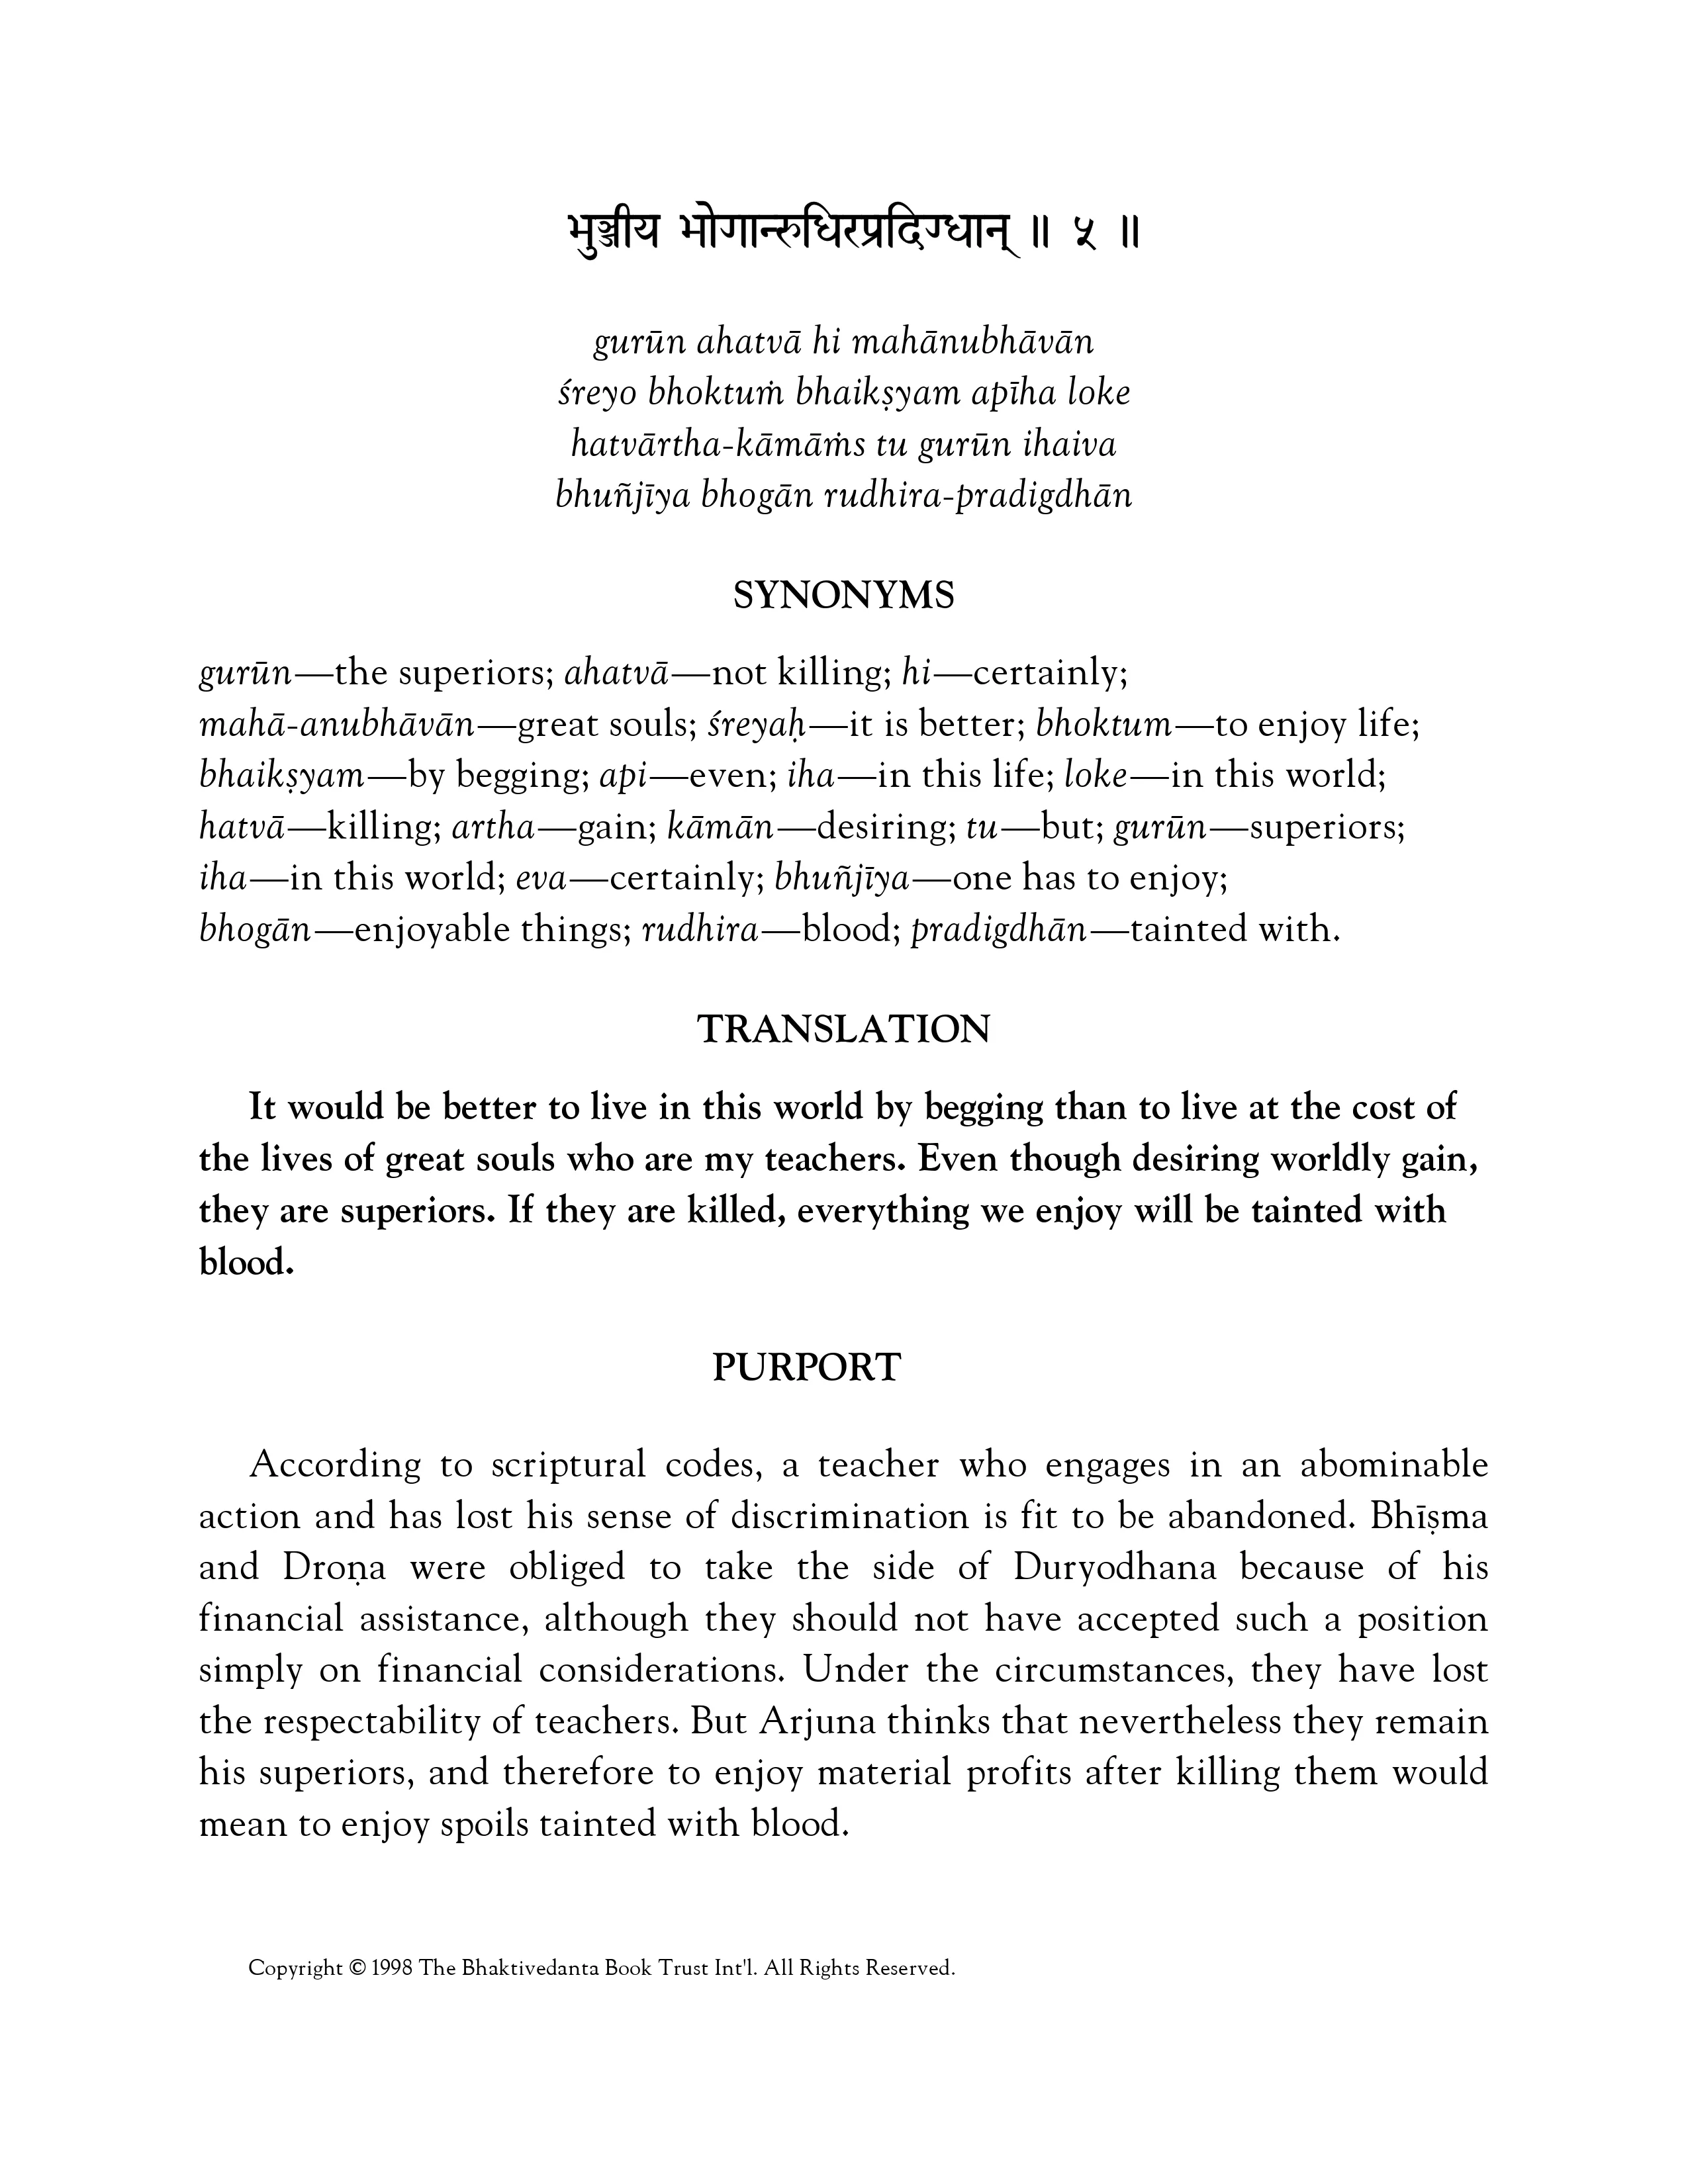 भुञ्जीय भोगान्रुधिरप्रदिग्धान् ॥ ५ ॥
gurūn ahatvā hi mahānubhāvān
śreyo bhoktuṁ bhaikṣyam apīha loke
hatvārtha-kāmāṁs tu gurūn ihaiva
bhuñjīya bhogān rudhira-pradigdhān
SYNONYMS
gurūn—the superiors; ahatvā—not killing; hi—certainly;
mahā-anubhāvān—great souls; śreyaḥ—it is better; bhoktum—to enjoy life;
bhaikṣyam—by begging; api—even; iha—in this life; loke—in this world;
hatvā—killing; artha—gain; kāmān—desiring; tu—but; gurūn—superiors;
iha—in this world; eva—certainly; bhuñjīya—one has to enjoy;
bhogān—enjoyable things; rudhira—blood; pradigdhān—tainted with.
TRANSLATION
It would be better to live in this world by begging than to live at the cost of
the lives of great souls who are my teachers. Even though desiring worldly gain,
they are superiors. If they are killed, everything we enjoy will be tainted with
blood.
PURPORT
According to scriptural codes, a teacher who engages in an abominable
action and has lost his sense of discrimination is fit to be abandoned. Bhīṣma
and Droṇa were obliged to take the side of Duryodhana because of his
financial assistance, although they should not have accepted such a position
simply on financial considerations. Under the circumstances, they have lost
the respectability of teachers. But Arjuna thinks that nevertheless they remain
his superiors, and therefore to enjoy material profits after killing them would
mean to enjoy spoils tainted with blood.
Copyright © 1998 The Bhaktivedanta Book Trust Int'l. All Rights Reserved.